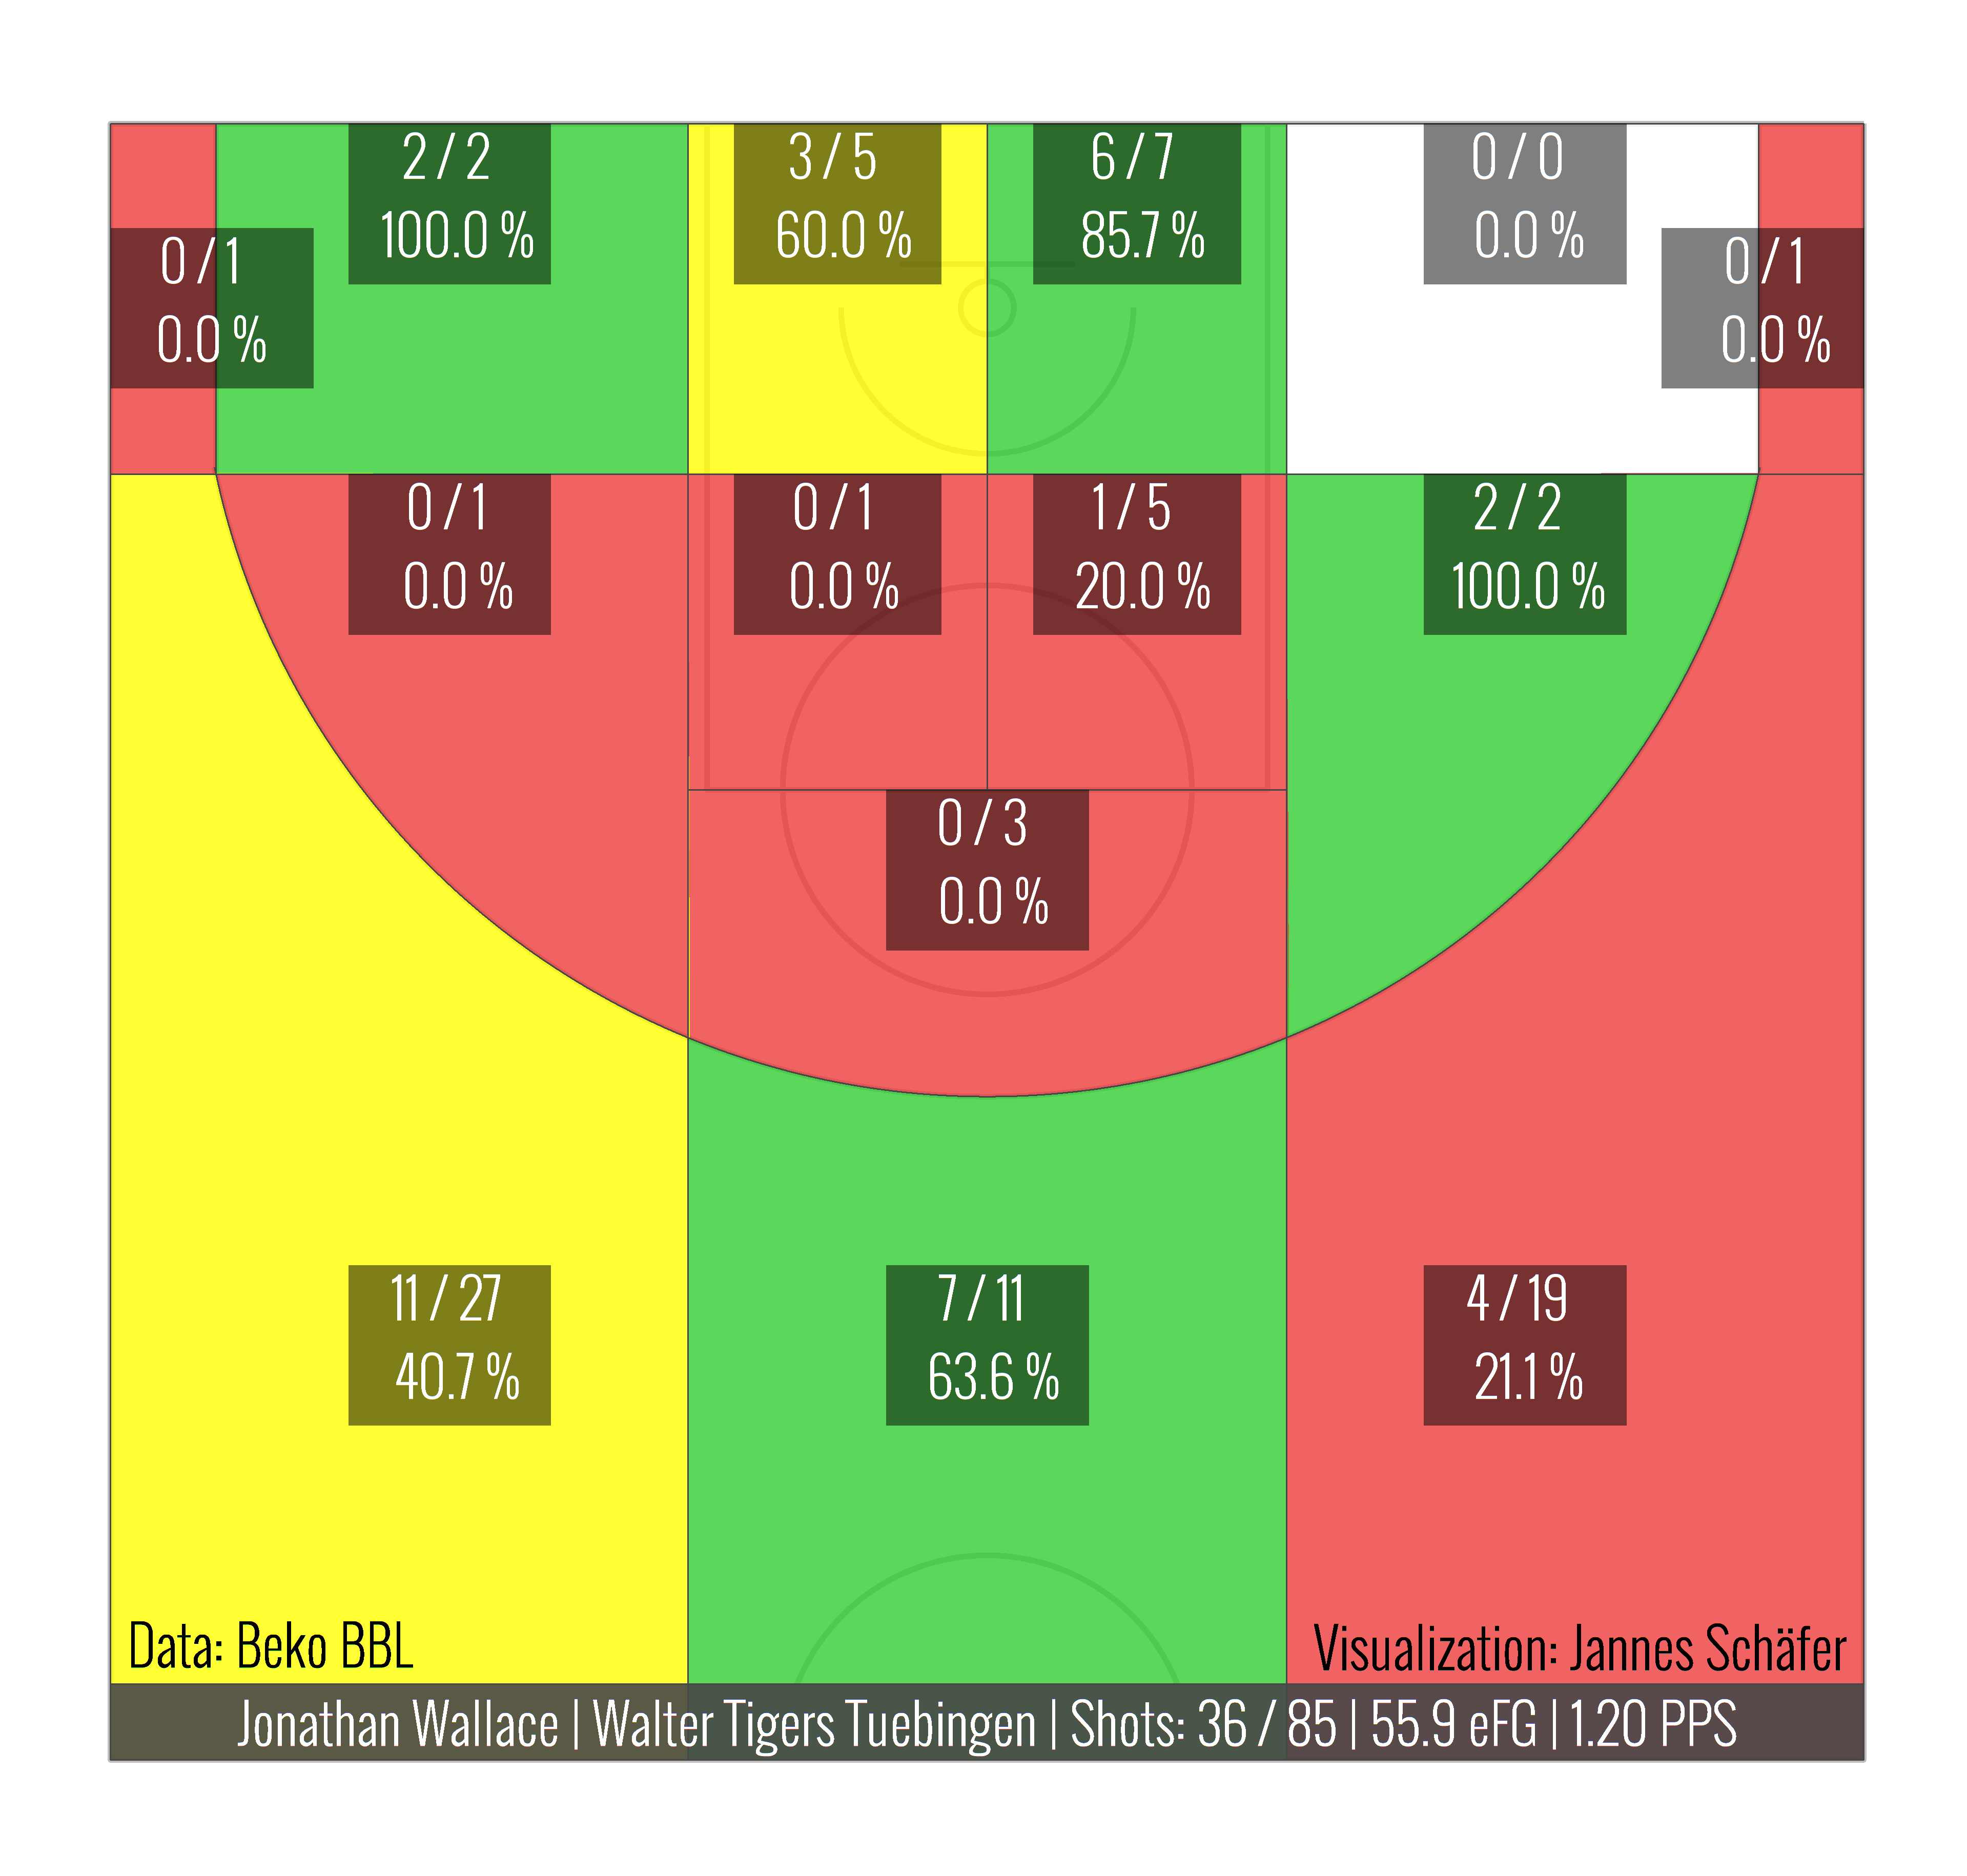 2 / 2
100.0 %
3 / 5
60.0 %
6 / 7
85.7 %
0 / 0
0.0 %
0 / 1
0.0 %
0 / 1
0.0 %
0 / 1
0.0 %
0 / 1
0.0 %
1 / 5
20.0 %
2 / 2
100.0 %
0 / 3
0.0 %
11 / 27
40.7 %
7 / 11
63.6 %
4 / 19
21.1 %
Data: Beko BBL
Visualization: Jannes Schäfer
Jonathan Wallace | Walter Tigers Tuebingen | Shots: 36 / 85 | 55.9 eFG | 1.20 PPS